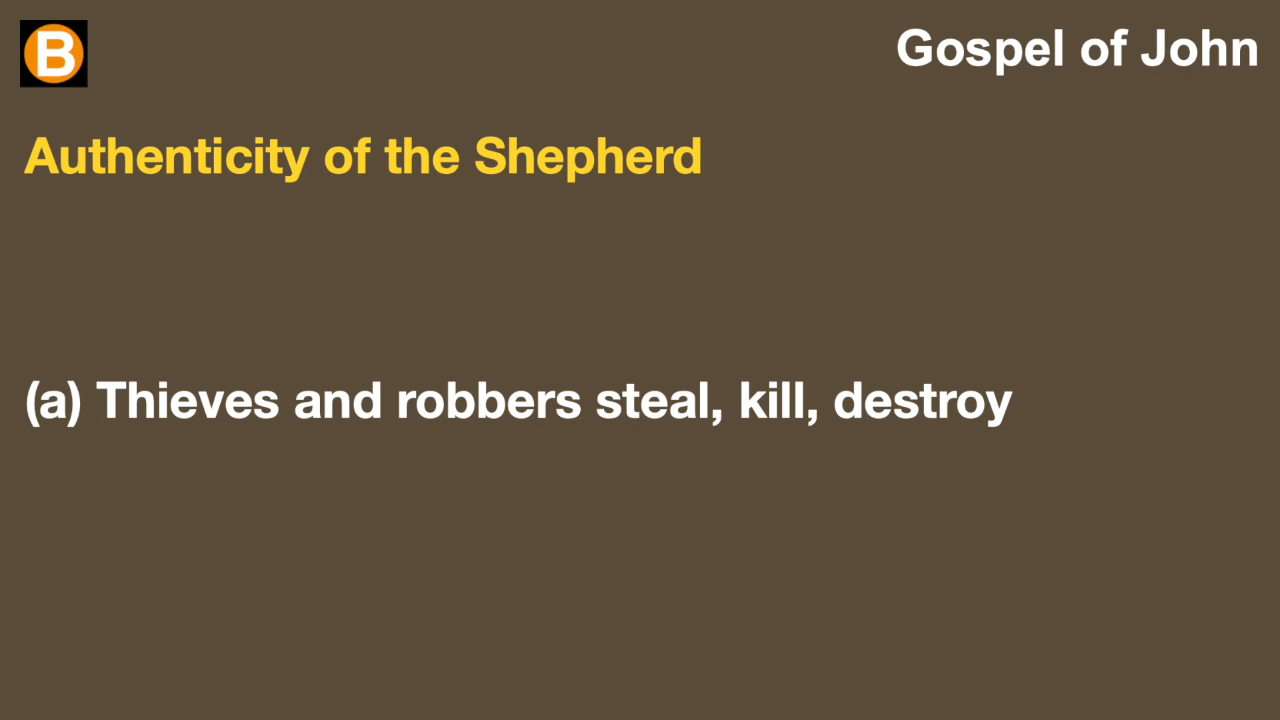 B
Gospel of John
Authenticity of the Shepherd
(a) Thieves and robbers steal, kill, destroy